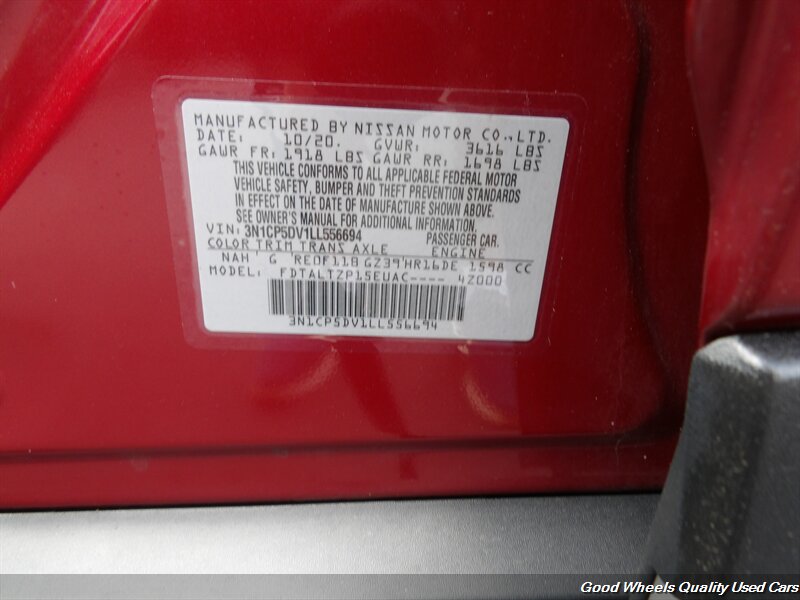 MANUFACTURED BY NISSAN MOTOR CO.,LTD.
DATE: 10/20. GVWR: 3616 LBS
GAWR FR: 1918 LBS GAWR RR: 1698 LBS
THIS VEHICLE CONFORMS TO ALL APPLICABLE FEDERAL MOTOR
VEHICLE SAFETY, BUMPER AND THEFT PREVENTION STANDARDS
IN EFFECT ON THE DATE OF MANUFACTURE SHOWN ABOVE.
SEE OWNER'S MANUAL FOR ADDITIONAL INFORMATION.
VIN: 3N1CP5DV1LL556694 PASSENGER CAR.
COLOR TRIM TRANS AXLE ENGINE
NAH' G 'RE0F11B GZ39'HR16DE 1598 CC
MODEL: FDTALTZP15EUAC---- 42000
3N1CP5DV1LL556694
Good Wheels Quality Used Cars